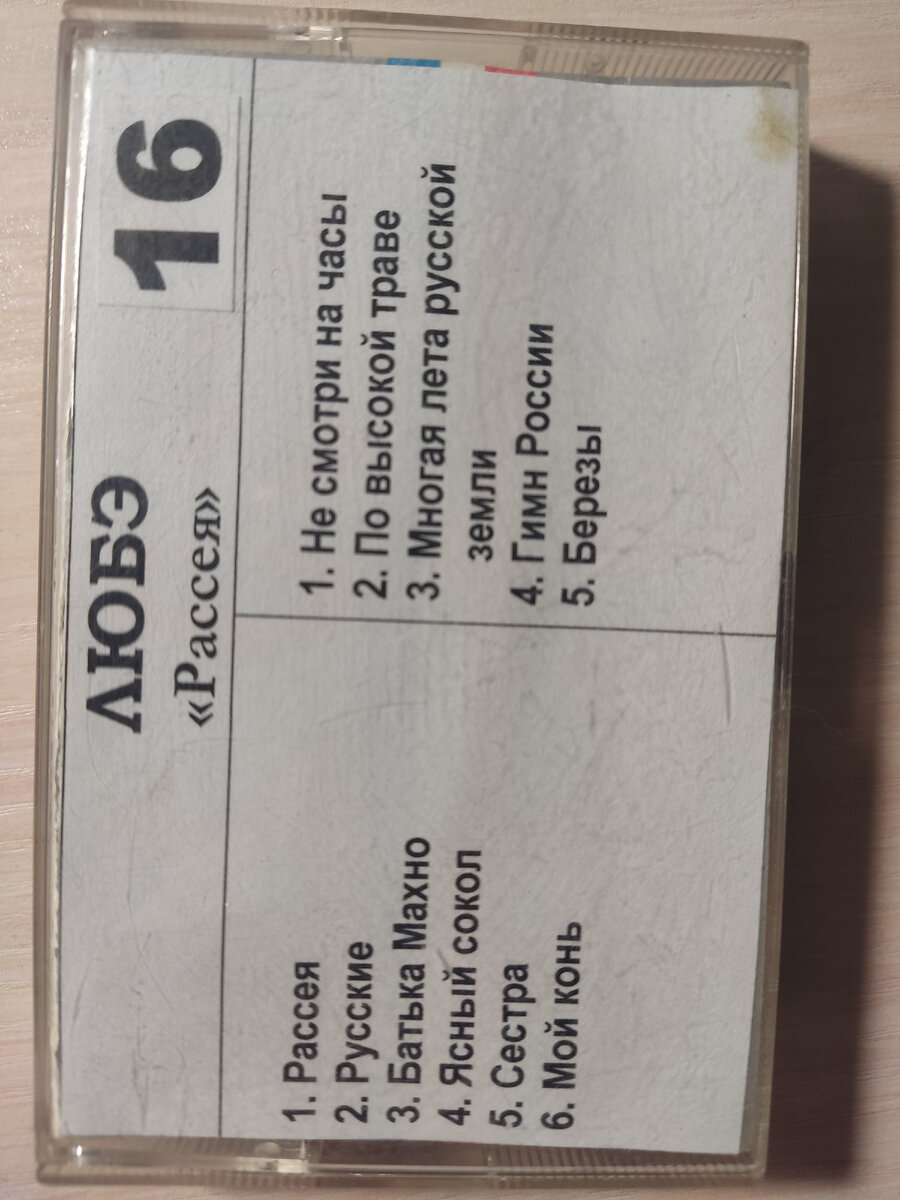 ЛЮБЭ
«Рассея»
16
1. Рассея
2. Русские
3. Батька Махно
4. Ясный сокол
5. Сестра
6. Мой конь
1. Не смотри на часы
2. По высокой траве
3. Многая лета русской
земли
4. Гимн России
5. Березы